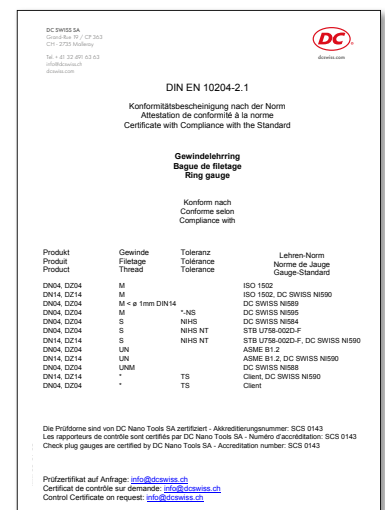 DC SWISS SA
Grand-Rue 19 / CP 363
CH - 2735 Malleray
Tel. + 41 32 491 63 63
info@dcswiss.ch
dcswiss.com
DC
dcswiss.com
DIN EN 10204-2.1
Konformitätsbescheinigung nach der Norm
Attestation de conformité à la norme
Certificate with Compliance with the Standard
Gewindelehrring
Bague de filetage
Ring gauge
Konform nach
Conforme selon
Compliance with
Produkt Gewinde Toleranz Lehren-Norm
Produit Filetage Tolérance Norme de Jauge
Product Thread Tolerance Gauge-Standard
DN04, DZ04 M ISO 1502
DN14, DZ14 M ISO 1502, DC SWISS NI590
DN04, DZ04 M < ø 1mm DIN14 DC SWISS NI589
DN04, DZ04 M *-NS DC SWISS NI595
DN04, DZ04 S NIHS DC SWISS NI584
DN04, DZ04 S NIHS NT STB U758-002D-F
DN14, DZ14 S NIHS NT STB U758-002D-F, DC SWISS NI590
DN04, DZ04 UN ASME B1.2
DN14, DZ14 UN ASME B1.2, DC SWISS NI590
DN04, DZ04 UNM DC SWISS NI588
DN14, DZ14 * TS Client, DC SWISS NI590
DN04, DZ04 * TS Client
Die Prüfdorne sind von DC Nano Tools SA zertifiziert - Akkreditierungsnummer: SCS 0143
Les rapporteurs de contrôle sont certifiés par DC Nano Tools SA - Numéro d'accréditation: SCS 0143
Check plug gauges are certified by DC Nano Tools SA - Accreditation number: SCS 0143
Prüfzertifikat auf Anfrage: info@dcswiss.ch
Certificat de contrôle sur demande: info@dcswiss.ch
Control Certificate on request: info@dcswiss.ch